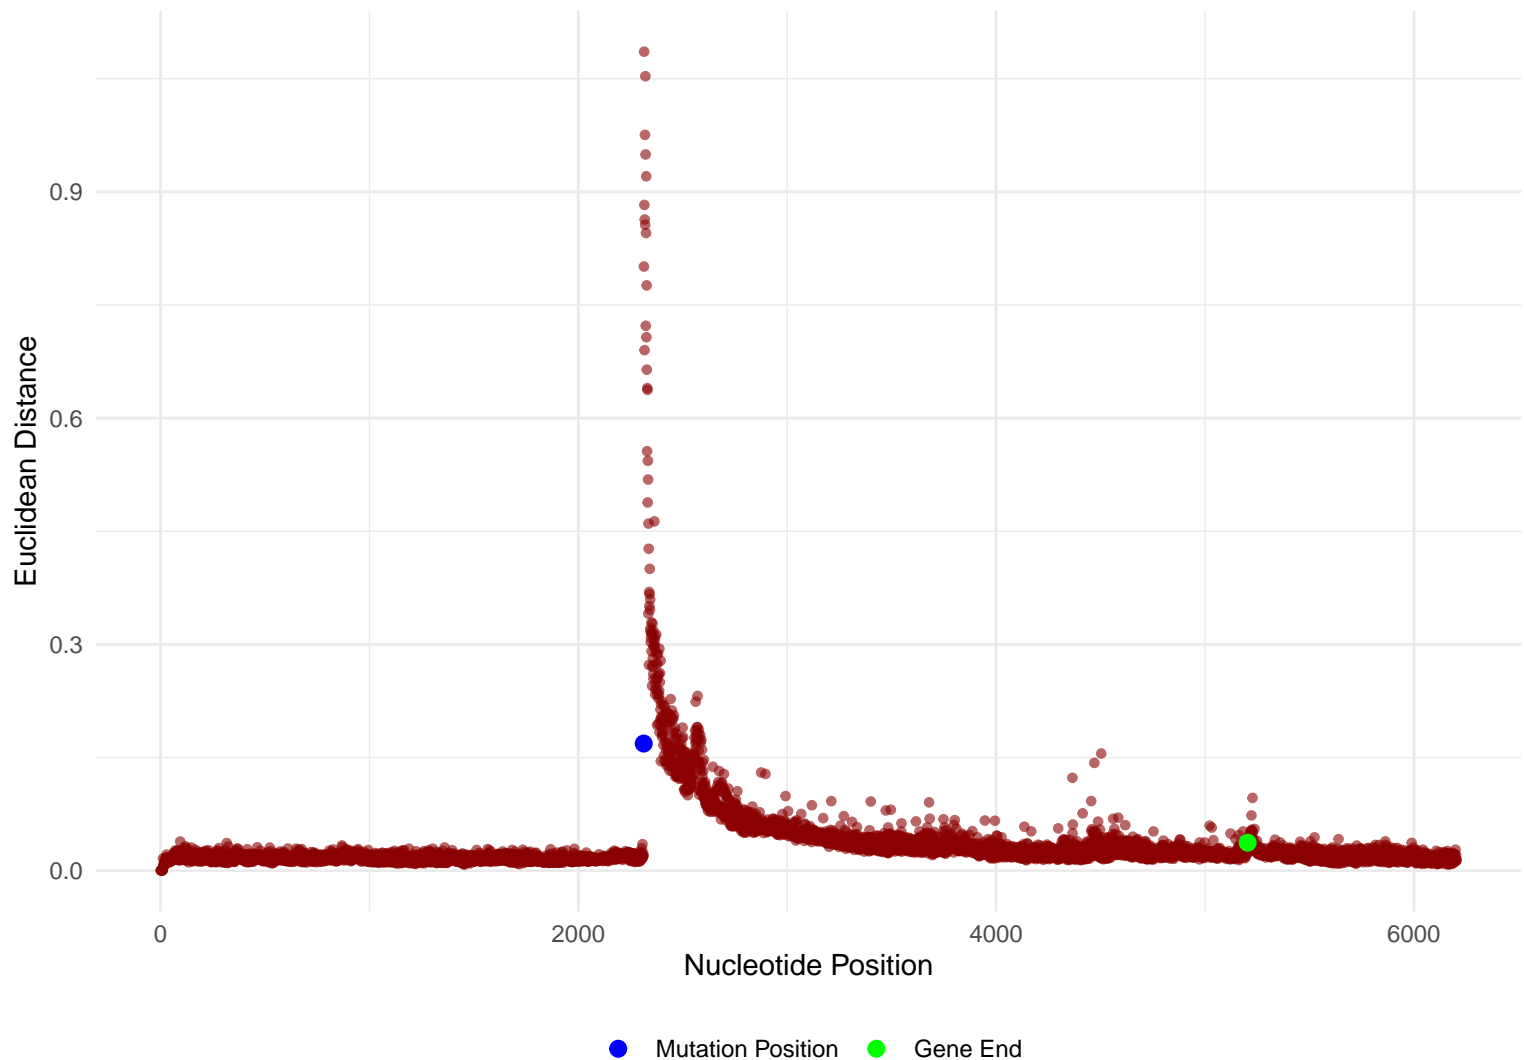 0.9
0.6
0.3
0.0
Euclidean Distance
0 2000 4000 6000
Nucleotide Position
Mutation Position Gene End